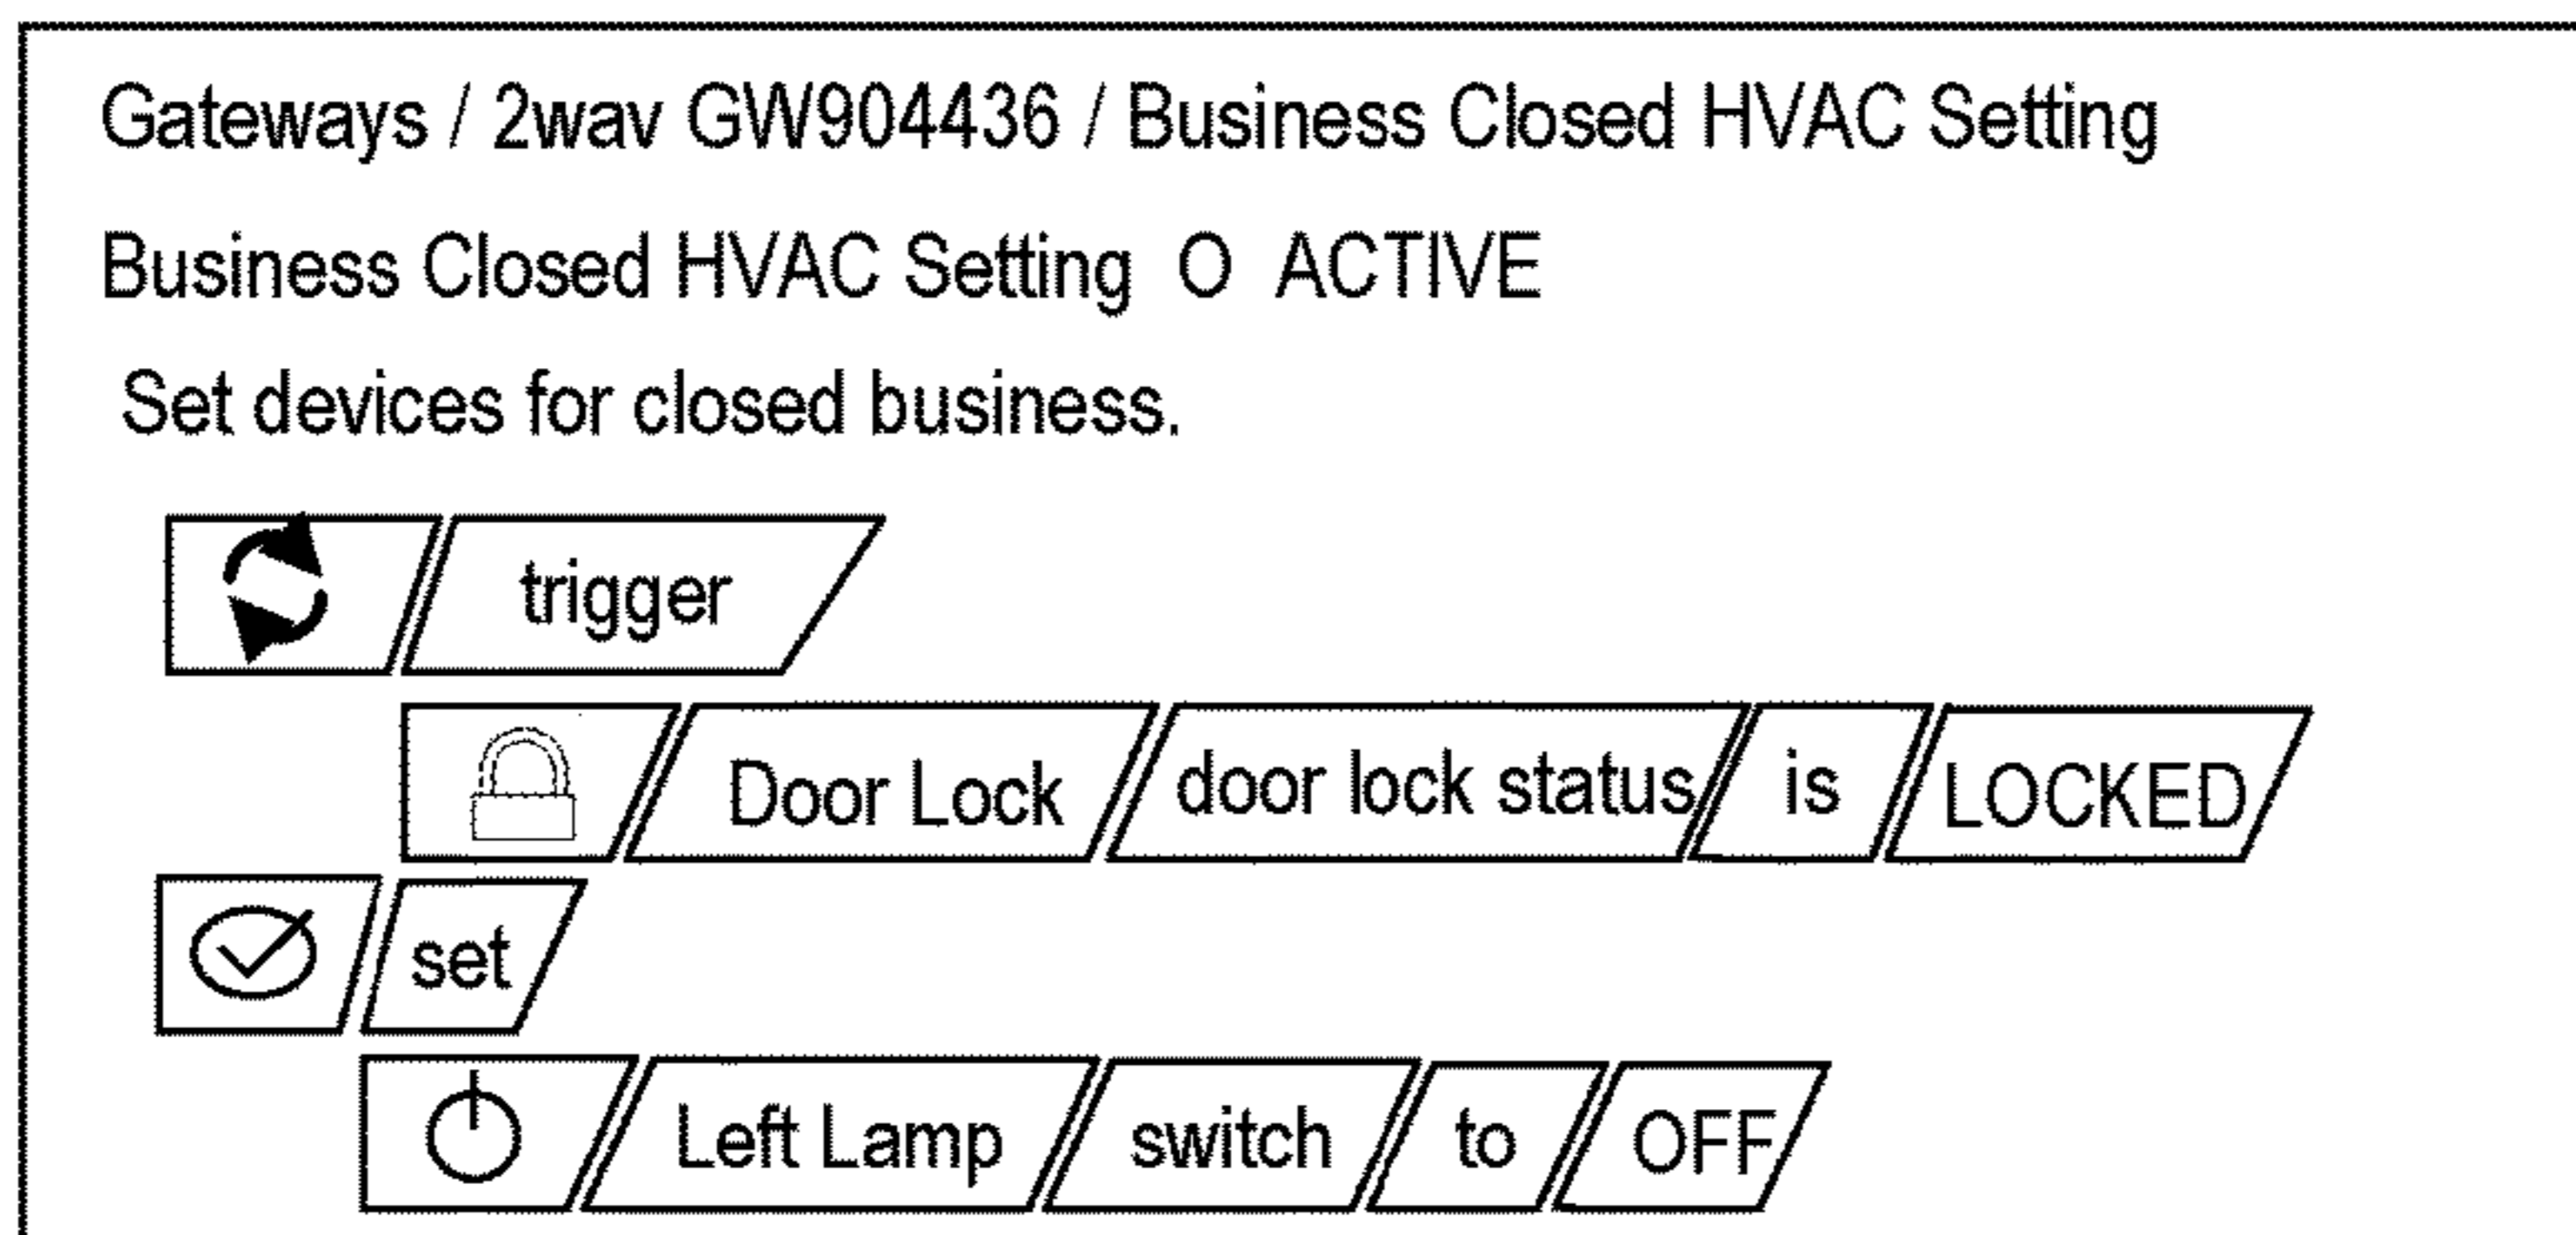 Gateways / 2wav GW904436 / Business Closed HVAC Setting
Business Closed HVAC Setting O ACTIVE
Set devices for closed business.
trigger
Door Lock door lock status is LOCKED
set
Left Lamp switch to OFF